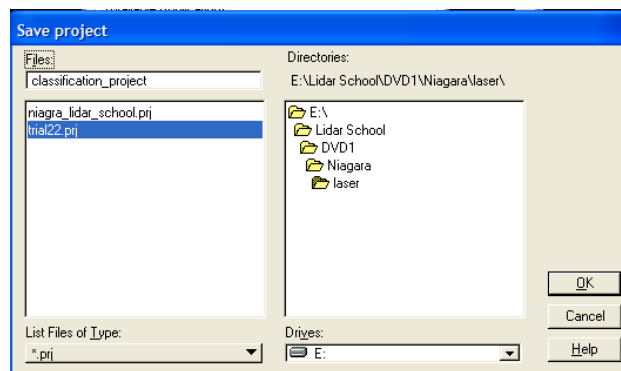 Save project
Files:
classification_project
niagra_lidar_school.prj
trial22.prj
List Files of Type:
*.prj
Directories:
E:\Lidar School\DVD1\Niagara\laser\
E:\
Lidar School
DVD1
Niagara
laser
Drives:
E:
OK
Cancel
Help